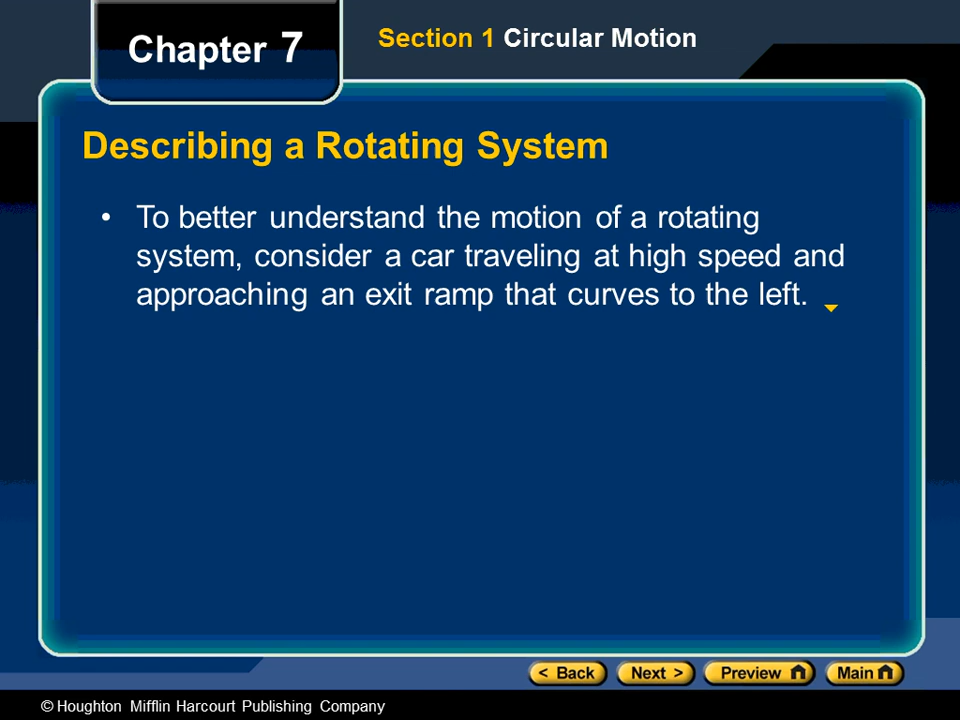 Chapter 7
Section 1 Circular Motion
Describing a Rotating System
• To better understand the motion of a rotating
system, consider a car traveling at high speed and
approaching an exit ramp that curves to the left.
< Back Next > Preview Main
© Houghton Mifflin Harcourt Publishing Company